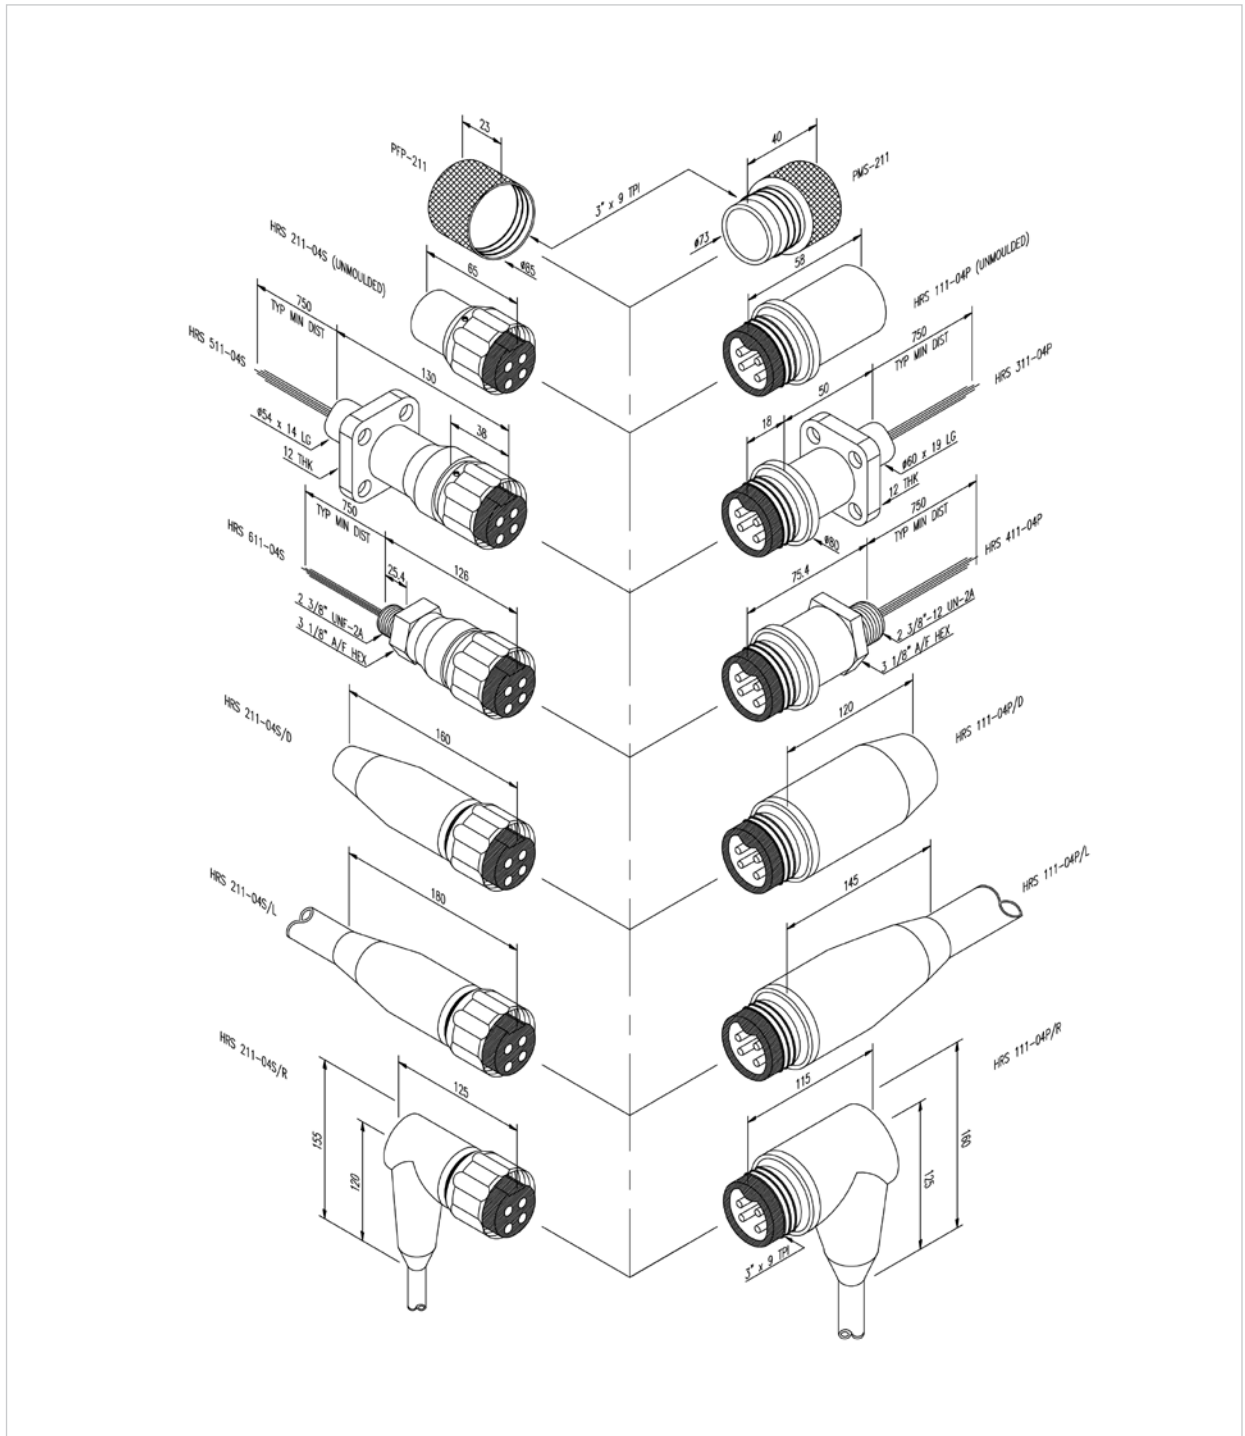 23
PFP-211
3" x 9 TPI
40
PMS-211
ø85
ø73
HRS 211-04S (UNMOULDED)
65
58
HRS 111-04P (UNMOULDED)
750
TYP MIN DIST
HRS 511-04S
130
38
ø54 x 14 LG
12 THK
750
TYP MIN DIST
HRS 311-04P
50
18
ø60 x 19 LG
12 THK
ø80
750
TYP MIN DIST
HRS 611-04S
126
25.4
2 3/8" UNF-2A
3 1/8" A/F HEX
750
TYP MIN DIST
HRS 411-04P
75.4
2 3/8"-12 UN-2A
3 1/8" A/F HEX
HRS 211-04S/D
160
120
HRS 111-04P/D
HRS 211-04S/L
180
145
HRS 111-04P/L
HRS 211-04S/R
125
155
120
115
HRS 111-04P/R
160
125
3" x 9 TPI